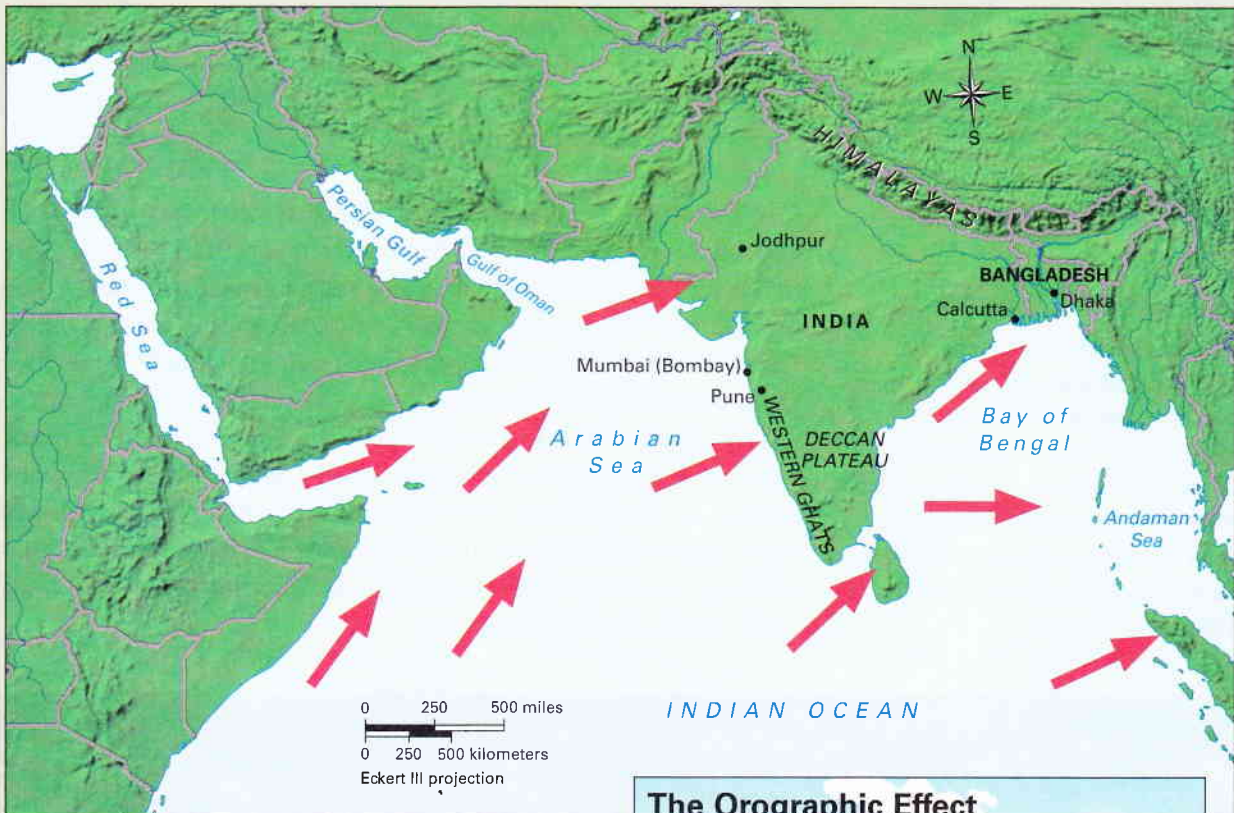 N
W E
S
HIMALAYAS
Persian Gulf
Gulf of Oman
Red Sea
Jodhpur
BANGLADESH
Dhaka
Calcutta
INDIA
Mumbai (Bombay)
Pune
WESTERN GHATS
DECCAN
PLATEAU
Arabian
Sea
Bay of
Bengal
Andaman
Sea
INDIAN OCEAN
0 250 500 miles
0 250 500 kilometers
Eckert III projection
The Orographic Effect